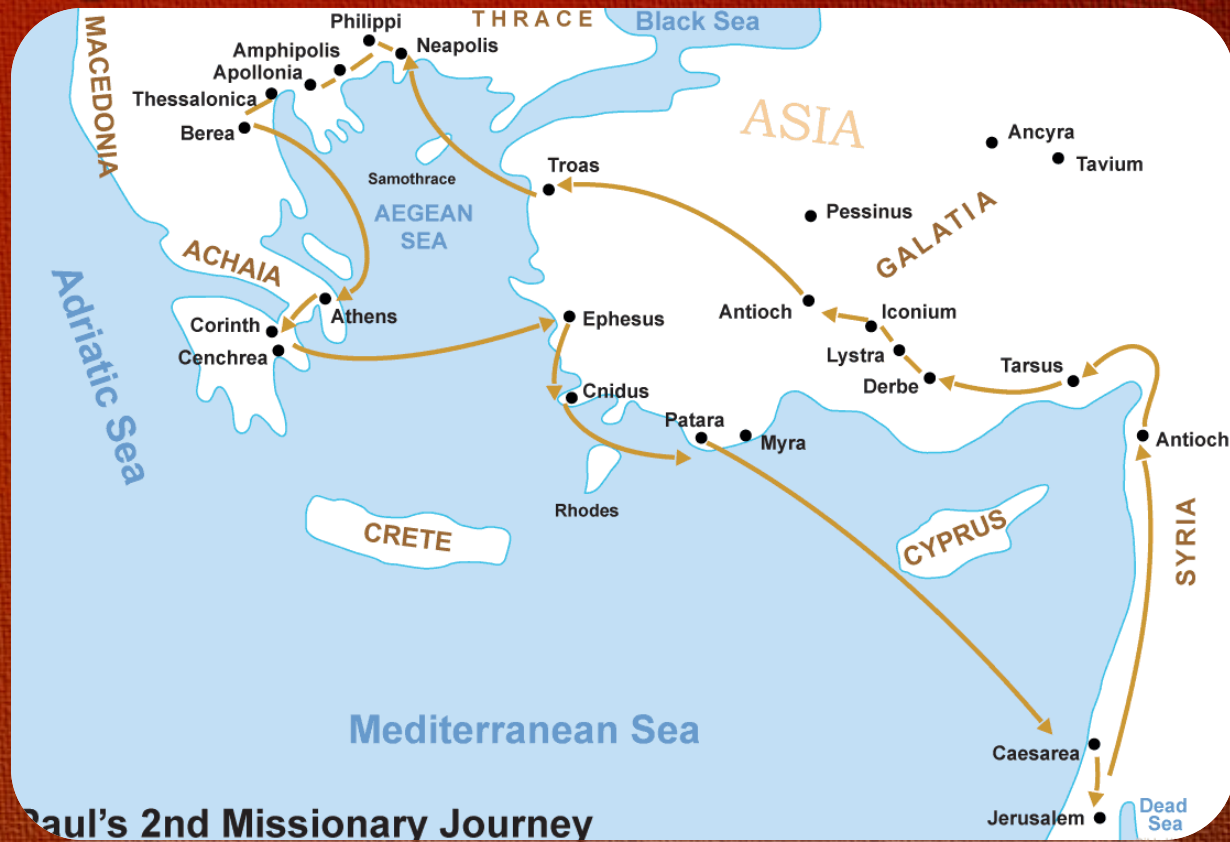 THRACE
Black Sea
Philippi
Neapolis
Amphipolis
Apollonia
Thessalonica
Berea
MACEDONIA
ASIA
Ancyra
Tavium
Troas
Samothrace
AEGEAN
SEA
Pessinus
GALATIA
ACHAIA
Adriatic Sea
Athens
Corinth
Cenchrea
Ephesus
Antioch
Iconium
Lystra
Derbe
Tarsus
Cnidus
Patara
Myra
Antioch
Rhodes
CRETE
CYPRUS
SYRIA
Mediterranean Sea
Caesarea
Jerusalem
Dead
Sea
Paul's 2nd Missionary Journey